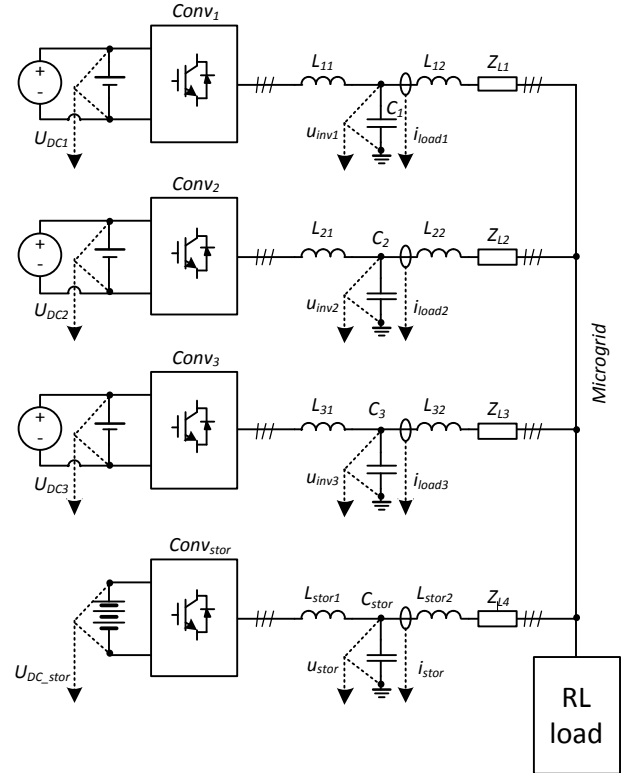 Conv1
+
-
UDC1
L11
C1
L12
ZL1
uinv1
iload1
Conv2
+
-
UDC2
L21
C2
L22
ZL2
uinv2
iload2
Microgrid
Conv3
+
-
UDC3
L31
C3
L32
ZL3
uinv3
iload3
Convstor
UDC_stor
Lstor1
Cstor
Lstor2
ZL4
ustor
istor
RL
load